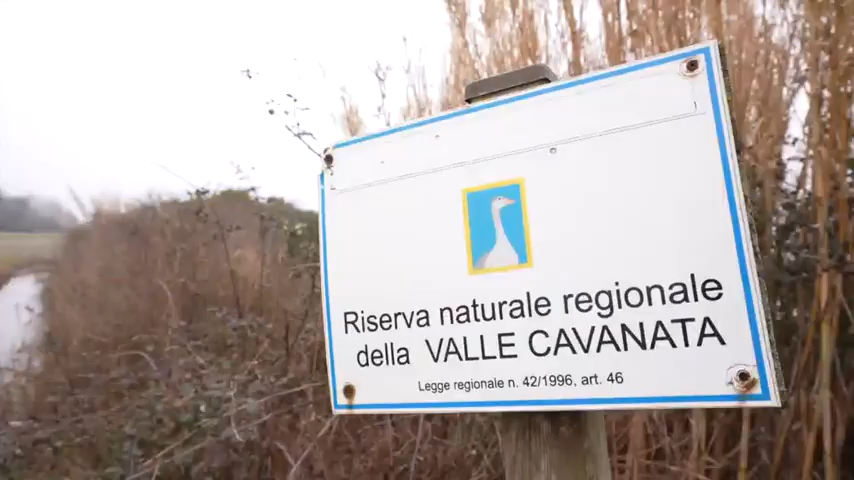 Riserva naturale regionale
della VALLE CAVANATA
Legge regionale n. 42/1996, art. 46